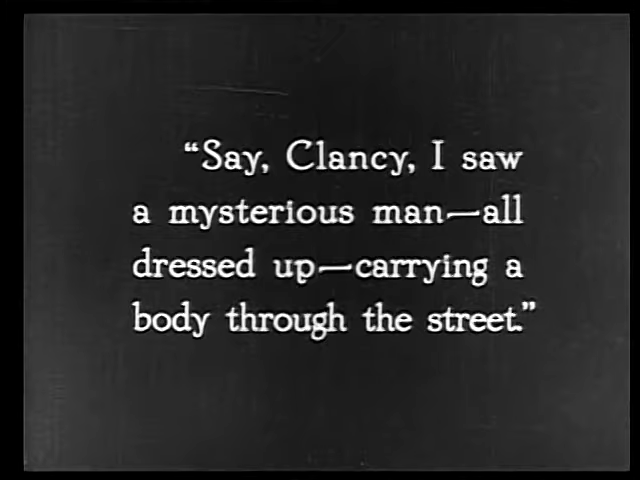 “Say, Clancy, I saw
a mysterious man—all
dressed up—carrying a
body through the street.”